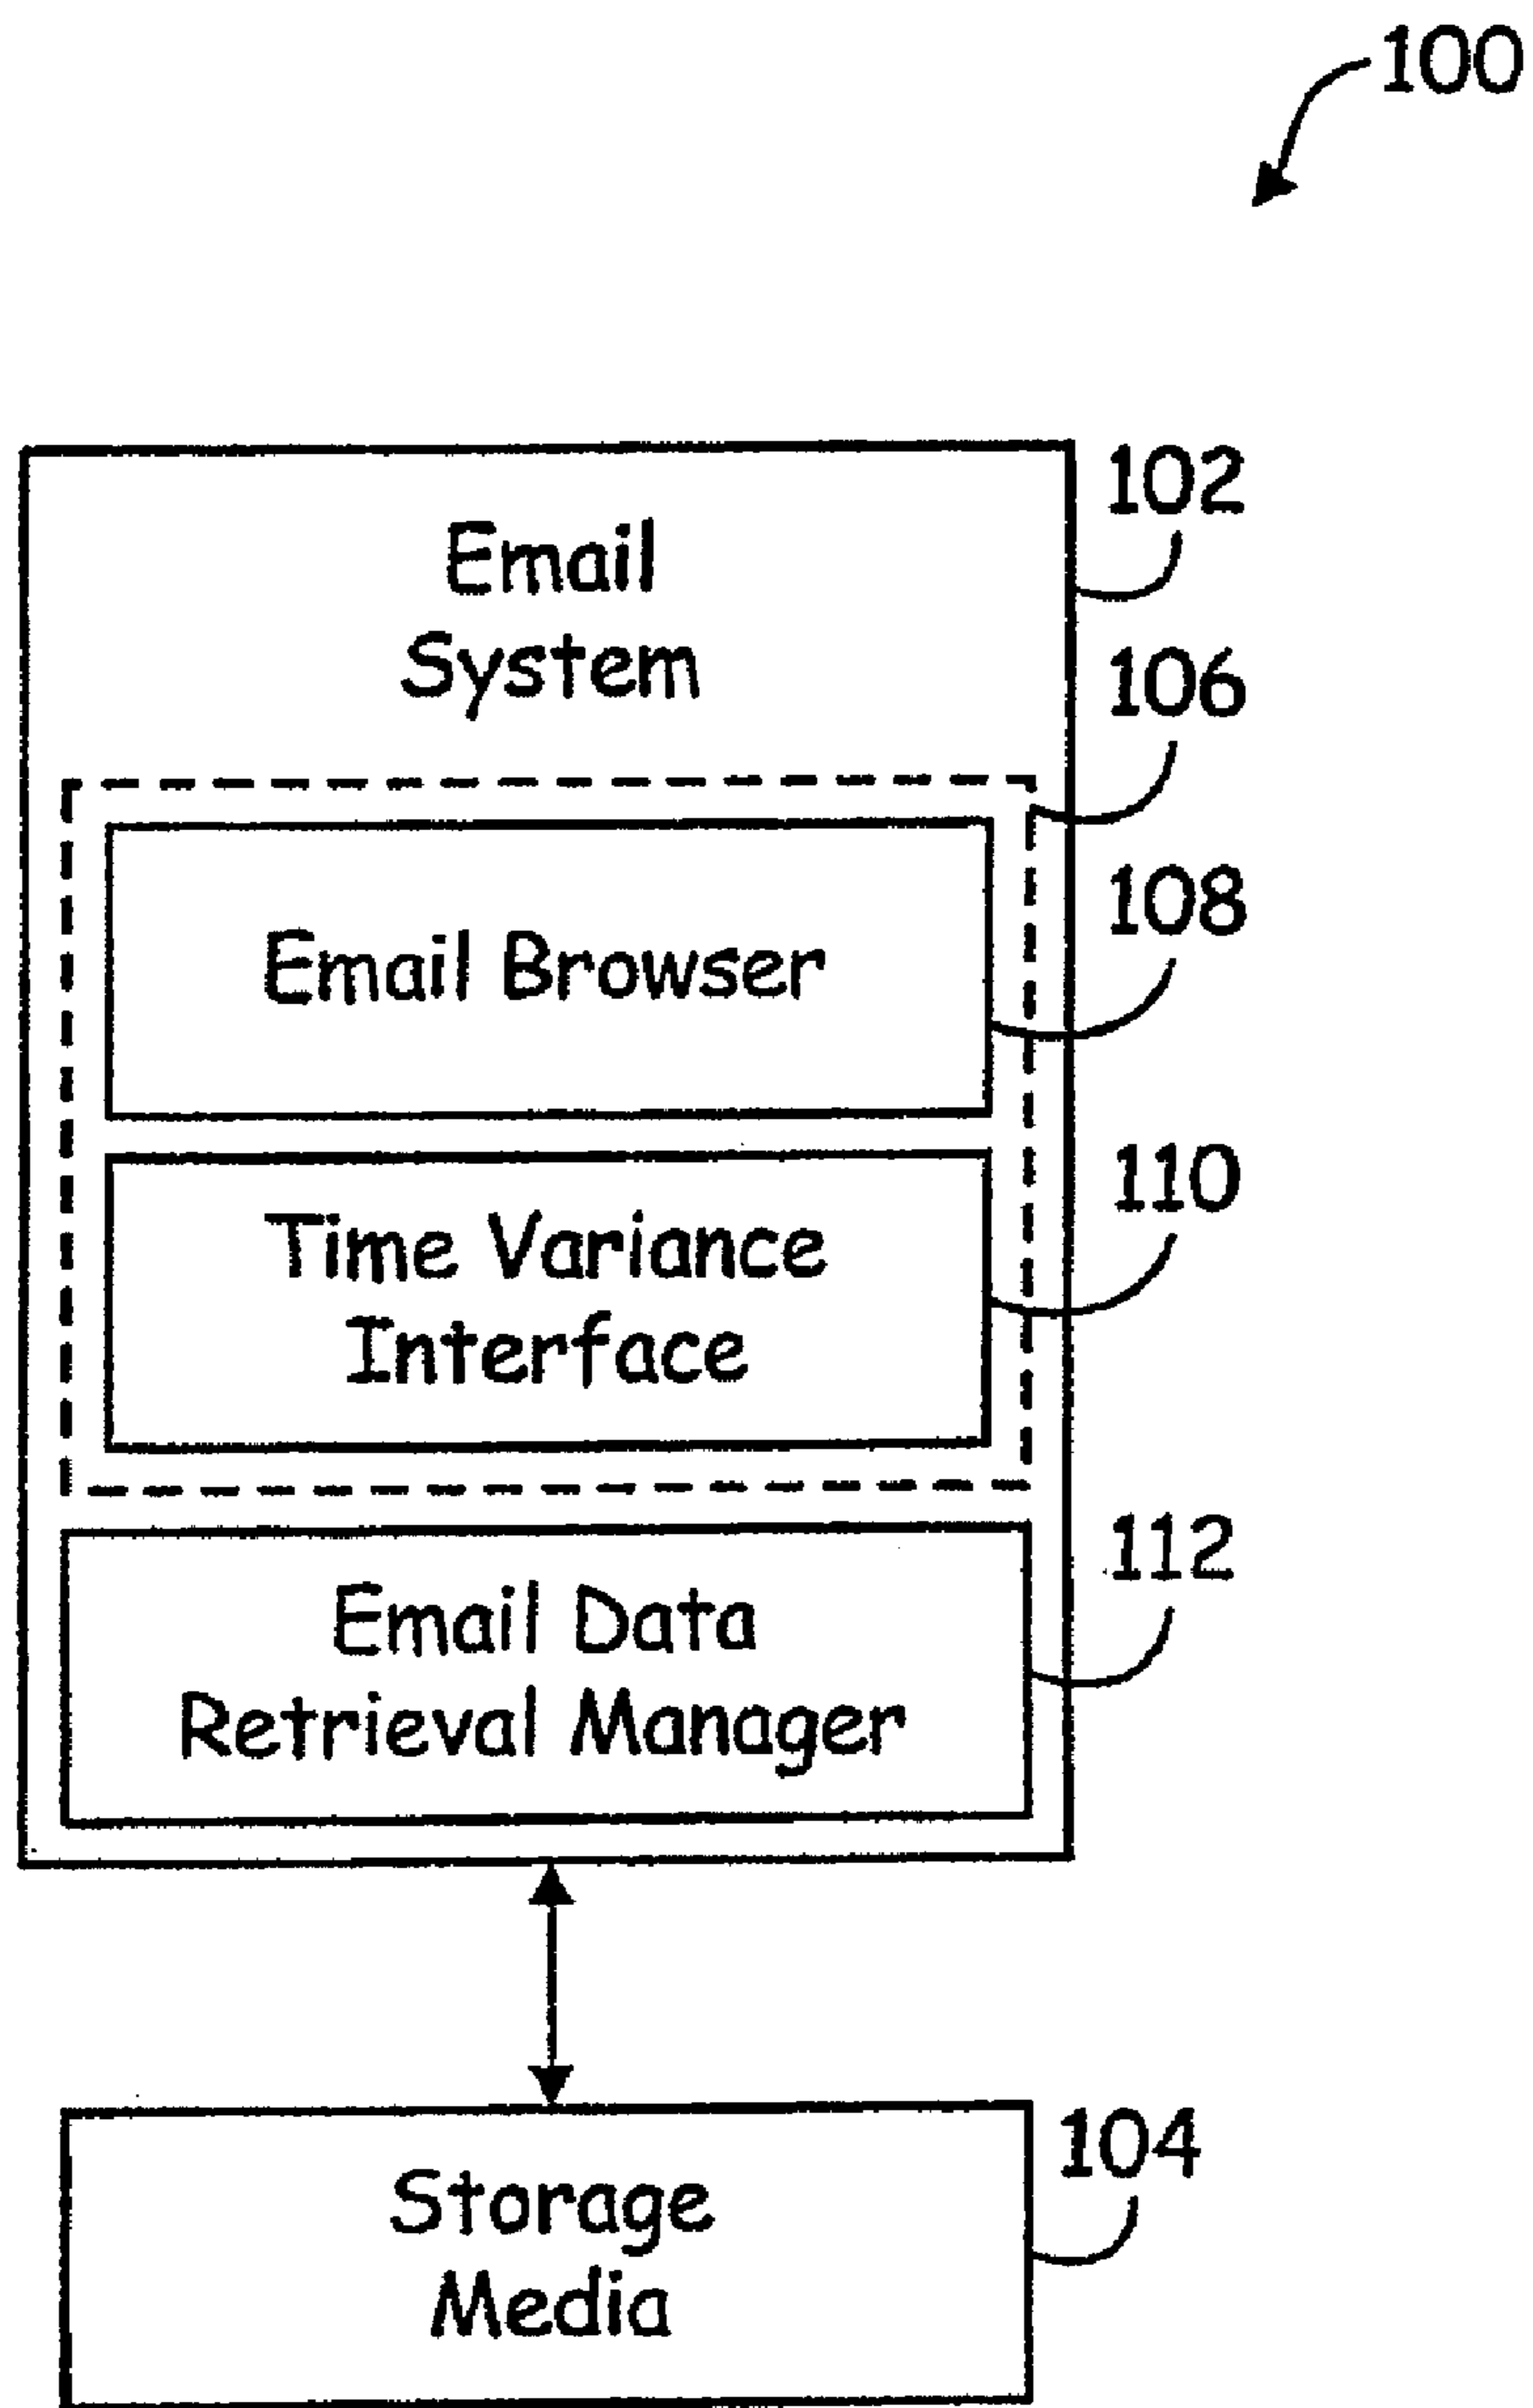 100
102
Email
System
106
108
Email Browser
110
Time Variance
Interface
112
Email Data
Retrieval Manager
104
Storage
Media